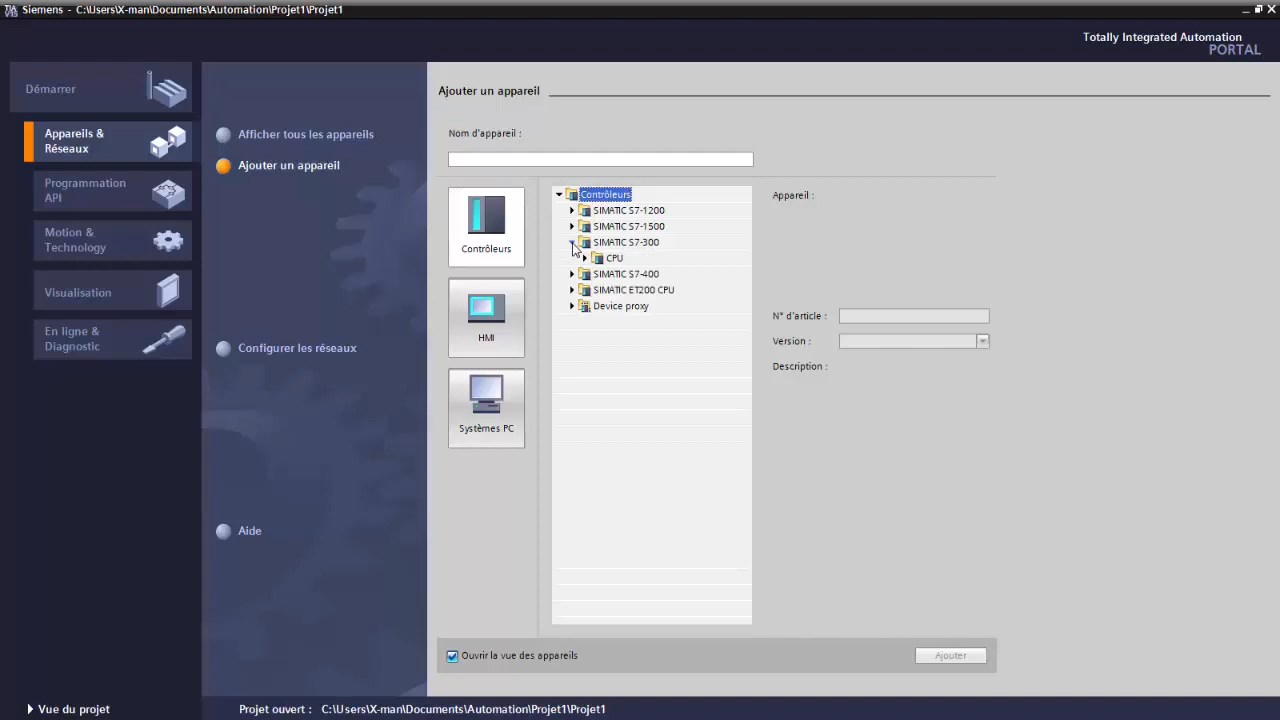 Siemens - C:\Users\X-man\Documents\Automation\Projet1\Projet1
Totally Integrated Automation
PORTAL
Démarrer
Appareils &
Réseaux
Programmation
API
Motion &
Technology
Visualisation
En ligne &
Diagnostic
Vue du projet
Afficher tous les appareils
Ajouter un appareil
Configurer les réseaux
Aide
Ajouter un appareil
Nom d'appareil :
Contrôleurs
HMI
Systèmes PC
Contrôleurs
SIMATIC S7-1200
SIMATIC S7-1500
SIMATIC S7-300
CPU
SIMATIC S7-400
SIMATIC ET200 CPU
Device proxy
Appareil :
N° d'article :
Version :
Description :
Ouvrir la vue des appareils
Ajouter
Projet ouvert : C:\Users\X-man\Documents\Automation\Projet1\Projet1